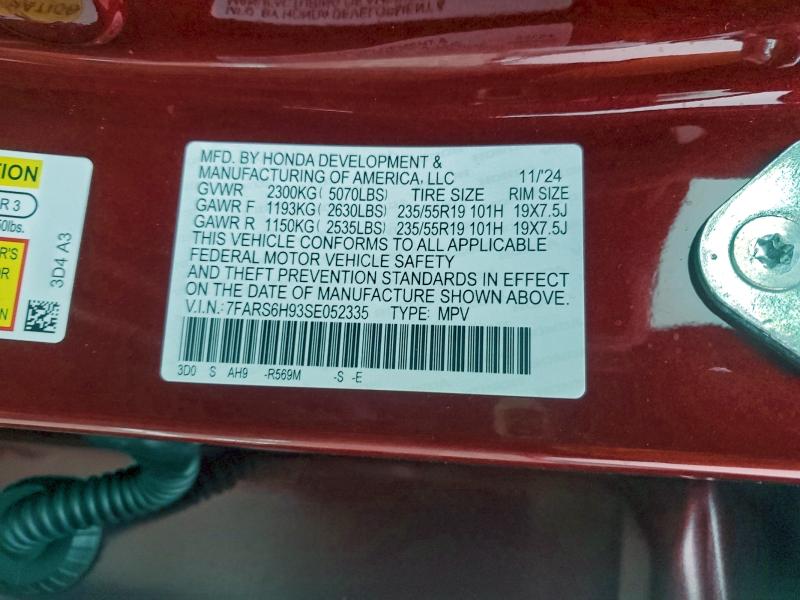 MFD. BY HONDA DEVELOPMENT &
MANUFACTURING OF AMERICA, LLC 11/'24
GVWR 2300KG( 5070LBS) TIRE SIZE RIM SIZE
GAWR F 1193KG( 2630LBS) 235/55R19 101H 19X7.5J
GAWR R 1150KG( 2535LBS) 235/55R19 101H 19X7.5J
THIS VEHICLE CONFORMS TO ALL APPLICABLE
FEDERAL MOTOR VEHICLE SAFETY
AND THEFT PREVENTION STANDARDS IN EFFECT
ON THE DATE OF MANUFACTURE SHOWN ABOVE.
V.I.N.: 7FARS6H93SE052335 TYPE: MPV
3D0 S AH9 -R569M -S -E
TION
R 3
50lbs.
R'S
OR
3D4 A3